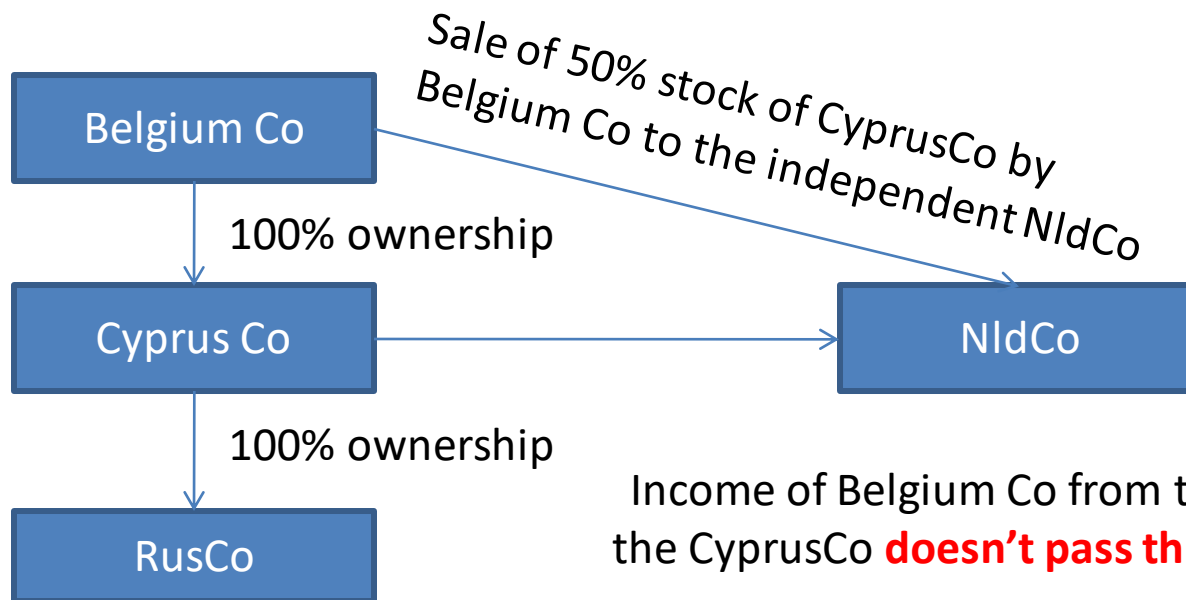 Sale of 50% stock of CyprusCo by
Belgium Co to the independent NldCo
Belgium Co
100% ownership
Cyprus Co
NldCo
100% ownership
RusCo
Income of Belgium Co from t
the CyprusCo doesn’t pass th